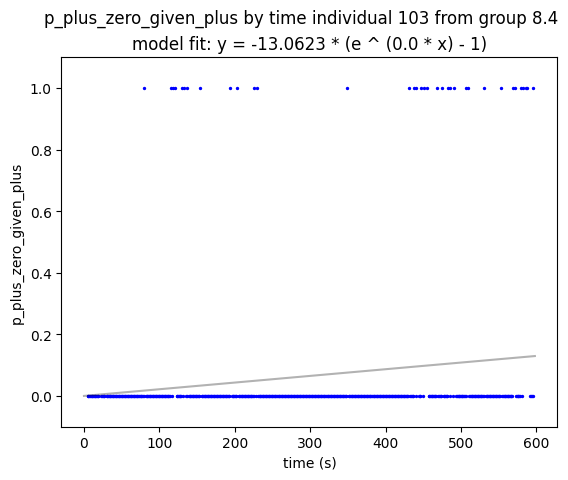 p_plus_zero_given_plus by time individual 103 from group 8.4
model fit: y = -13.0623 * (e ^ (0.0 * x) - 1)
1.0
0.8
0.6
0.4
0.2
0.0
p_plus_zero_given_plus
0 100 200 300 400 500 600
time (s)